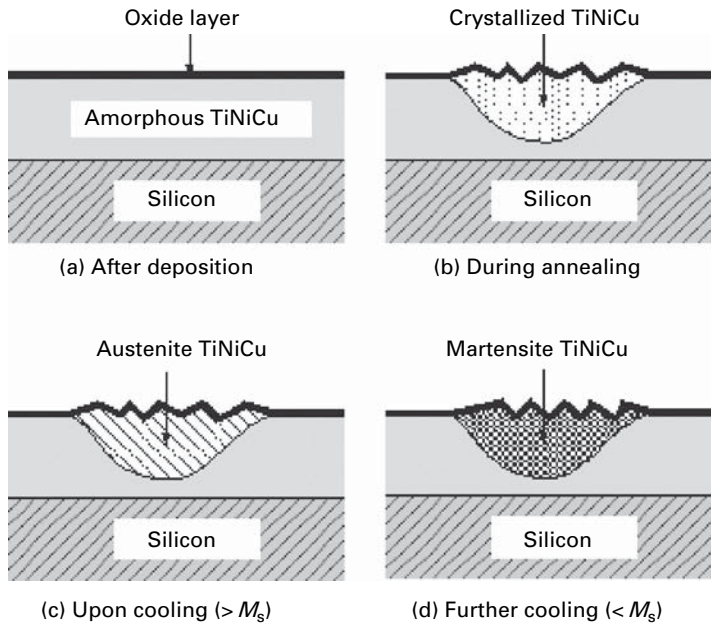 Oxide layer
Amorphous TiNiCu
Silicon
(a) After deposition
Crystallized TiNiCu
Silicon
(b) During annealing
Austenite TiNiCu
Silicon
(c) Upon cooling (> Ms)
Martensite TiNiCu
Silicon
(d) Further cooling (< Ms)